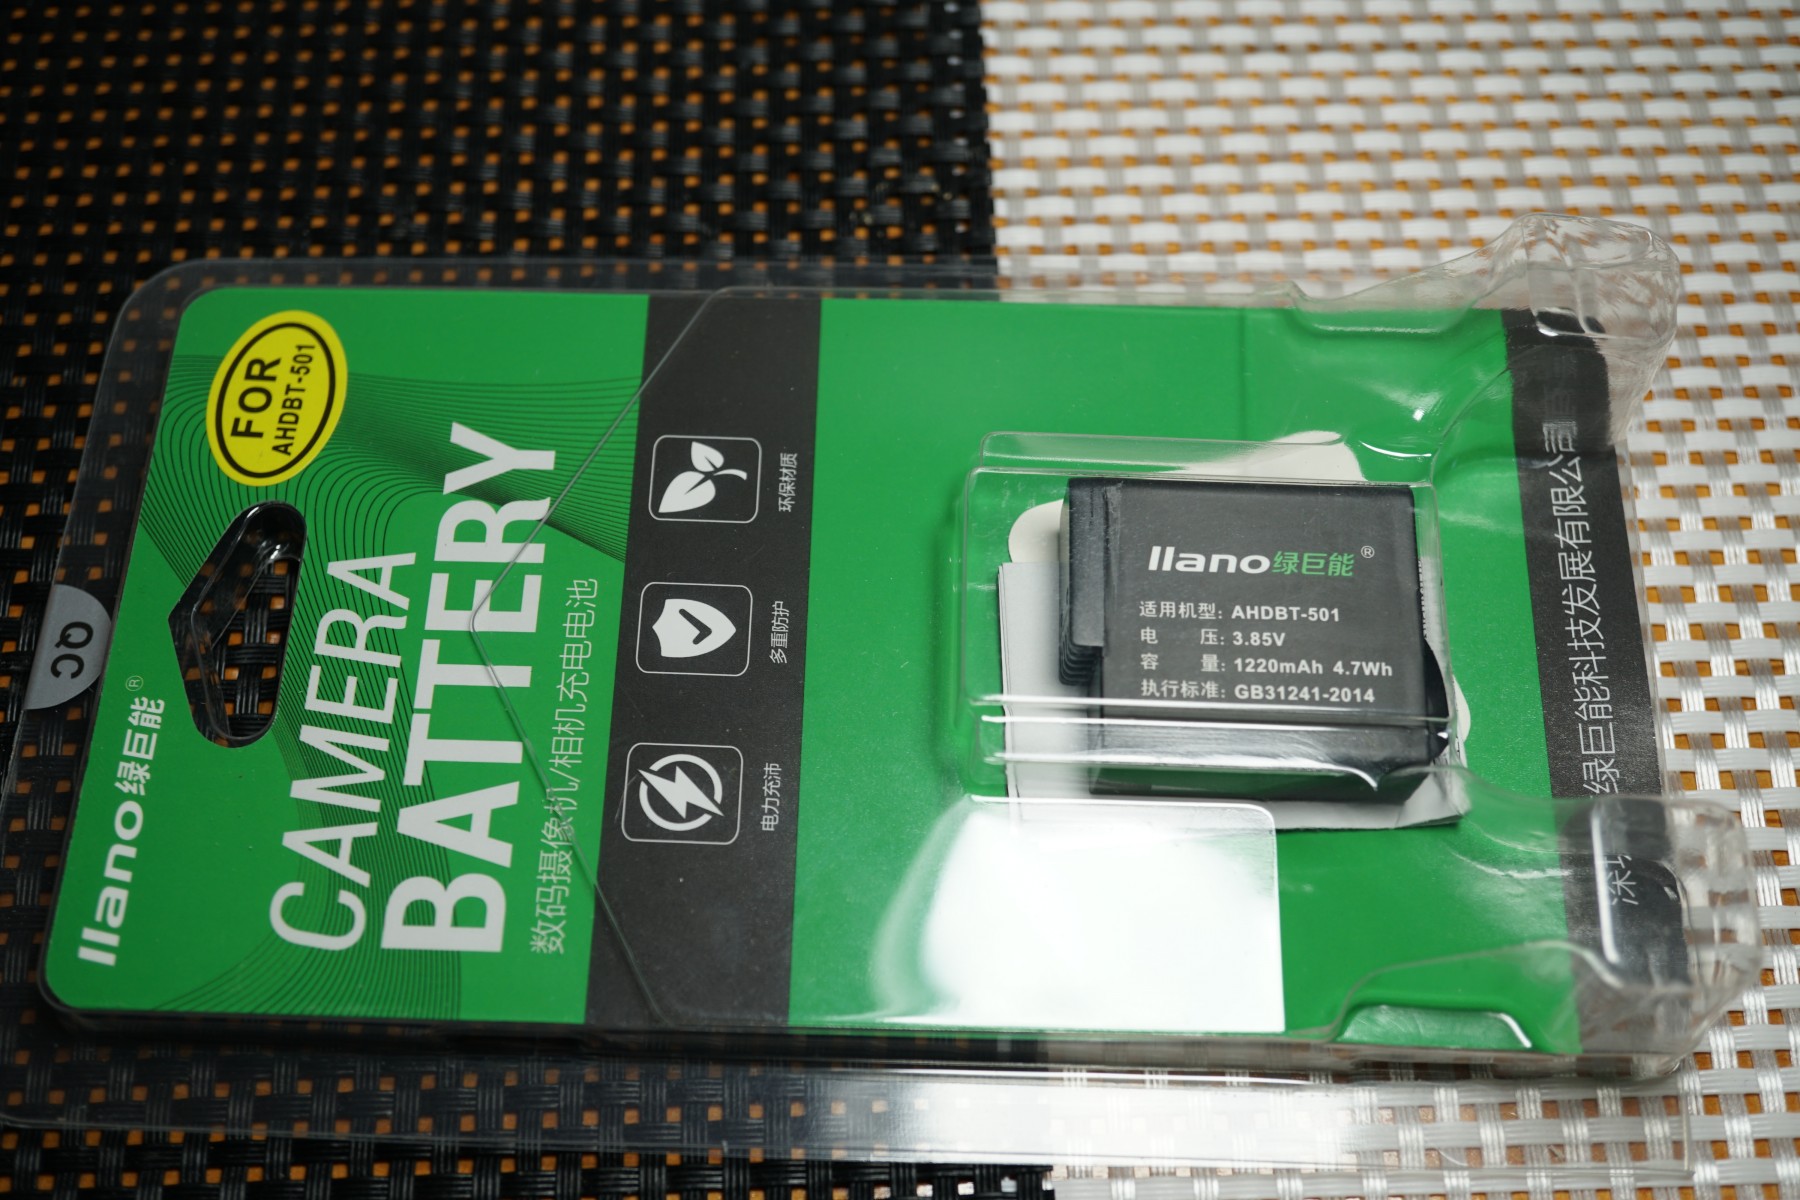 FOR
AHDBT-501
QC
llano绿巨能®
CAMERA
BATTERY
数码摄像机/相机充电电池
环保材质
多重防护
电力充沛
llano绿巨能®
适用机型: AHDBT-501
电 压: 3.85V
容 量: 1220mAh 4.7Wh
执行标准: GB31241-2014
绿巨能科技发展有限公司